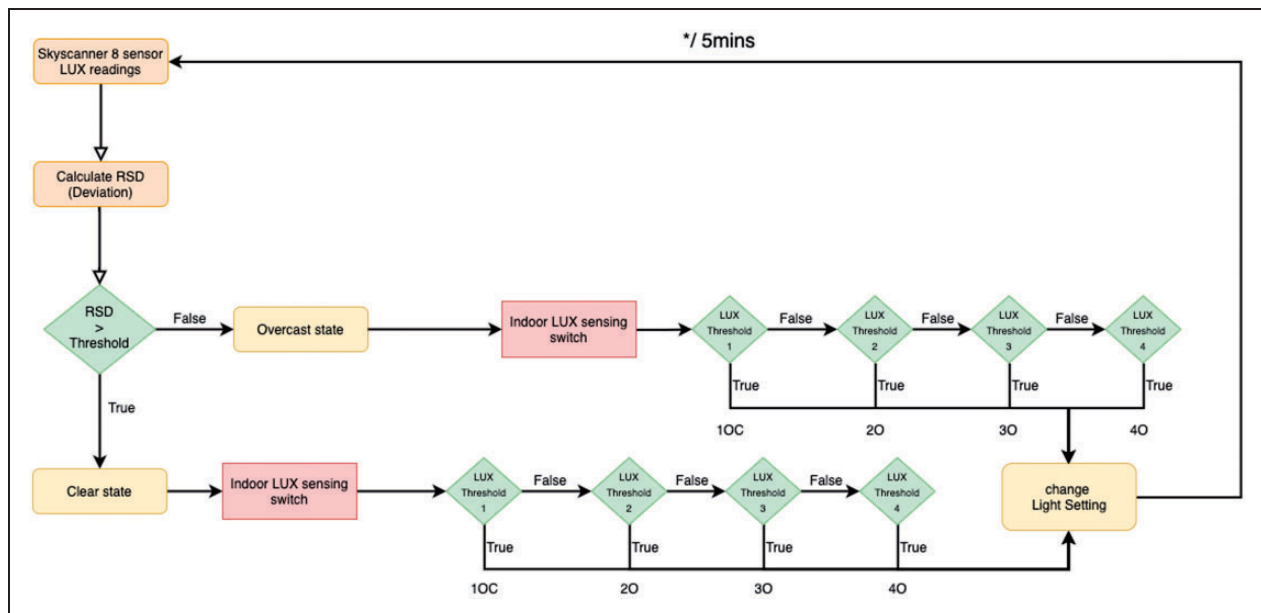 */ 5mins
Skyscanner 8 sensor
LUX readings
Calculate RSD
(Deviation)
RSD
>
Threshold
False
Overcast state
Indoor LUX sensing
switch
LUX
Threshold
1
False
LUX
Threshold
2
False
LUX
Threshold
3
False
LUX
Threshold
4
True
True
True
True
1OC
2O
3O
4O
True
Clear state
Indoor LUX sensing
switch
LUX
Threshold
1
False
LUX
Threshold
2
False
LUX
Threshold
3
False
LUX
Threshold
4
True
True
True
True
1OC
2O
3O
4O
change
Light Setting